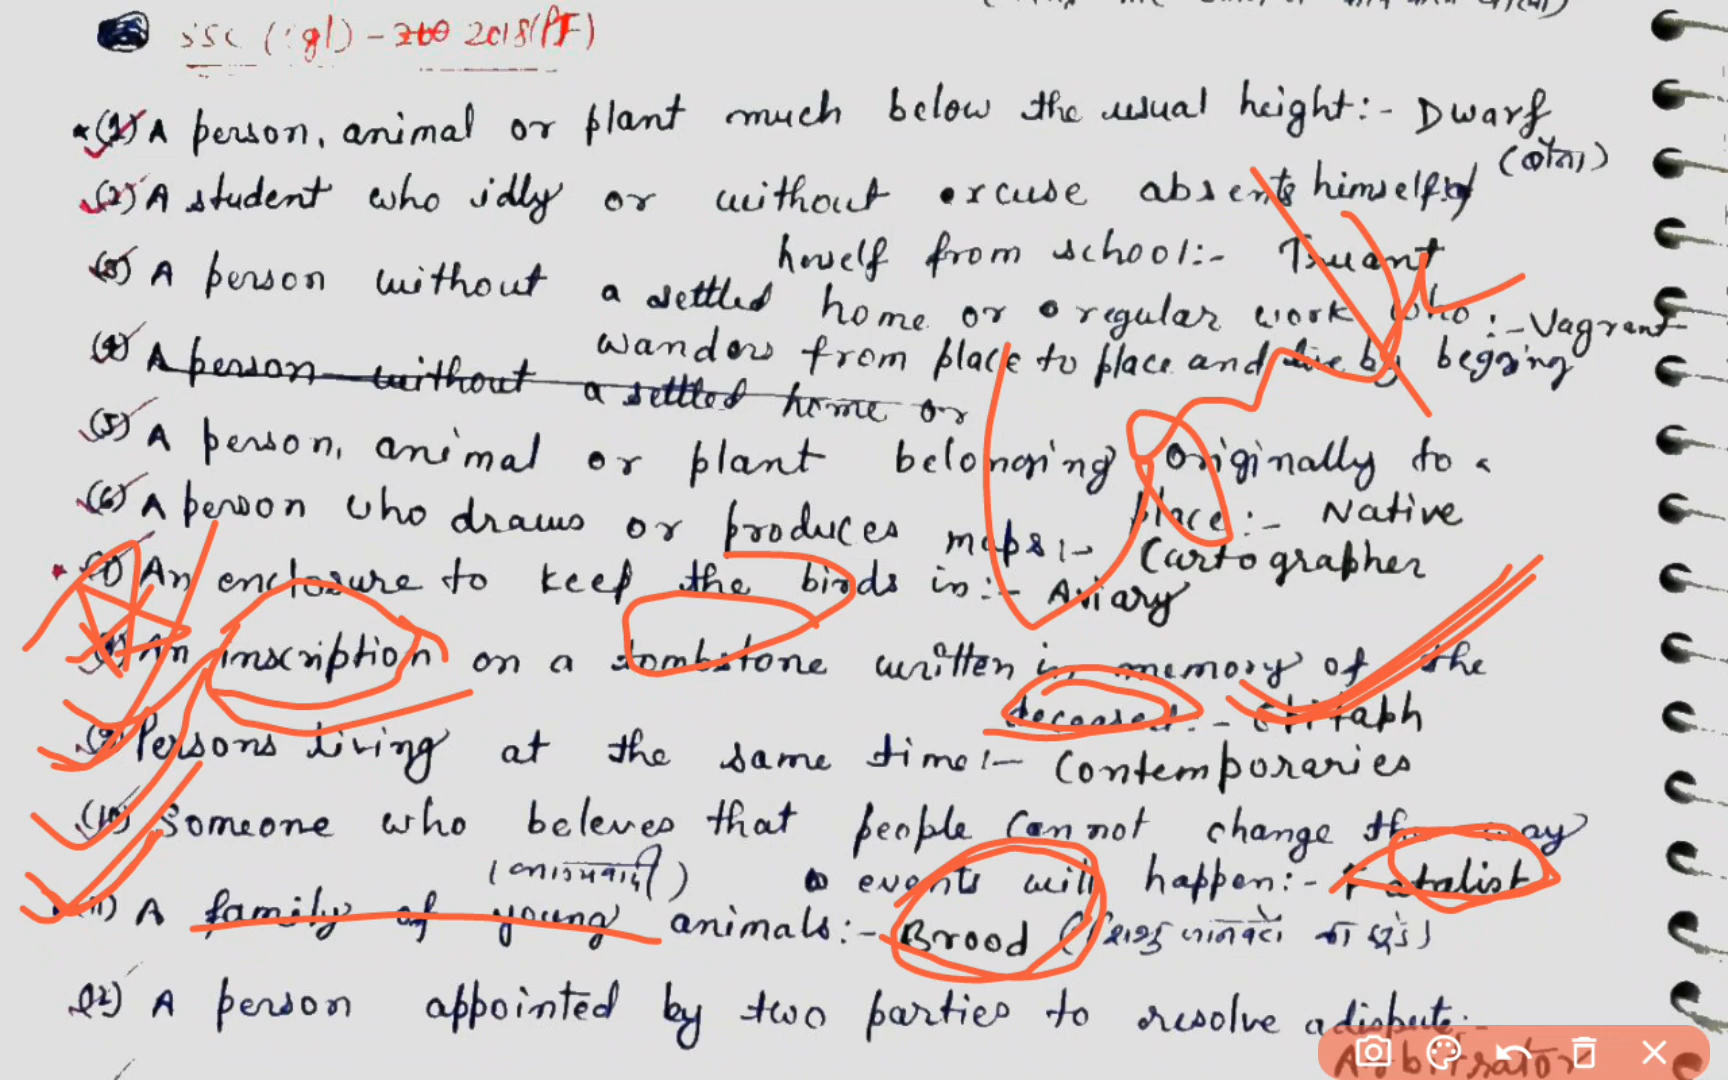 SSC (cgl) - 2018 (PT)
(1) A person, animal or plant much below the usual height :- Dwarf
(बौना)
(2) A student who idly or without excuse absents himself
herself from school :- Truant
(3) A person without a settled home or regular work who
wanders from place to place and live by begging :- Vagrant
(4) A person without a settled home or
(5) A person, animal or plant belonging originally to a
place :- Native
(6) A person who draws or produces maps :- Cartographer
(7) An enclosure to keep the birds in :- Aviary
An inscription on a tombstone written in memory of the
deceased :- Epitaph
(9) Persons living at the same time :- Contemporaries
(10) Someone who beleves that people can not change the way
events will happen :- Fatalist
(11) A family of young animals :- Brood
(12) A person appointed by two parties to resolve a dispute :-
Arbitrator